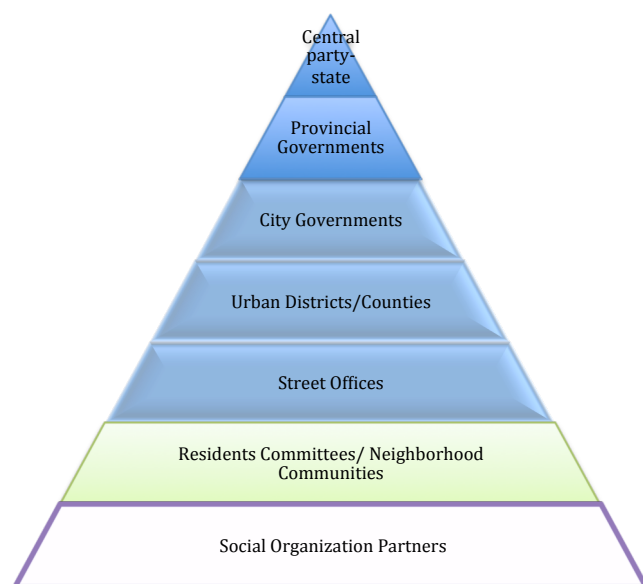 Central
party-
state
Provincial
Governments
City Governments
Urban Districts/Counties
Street Offices
Residents Committees/ Neighborhood
Communities
Social Organization Partners